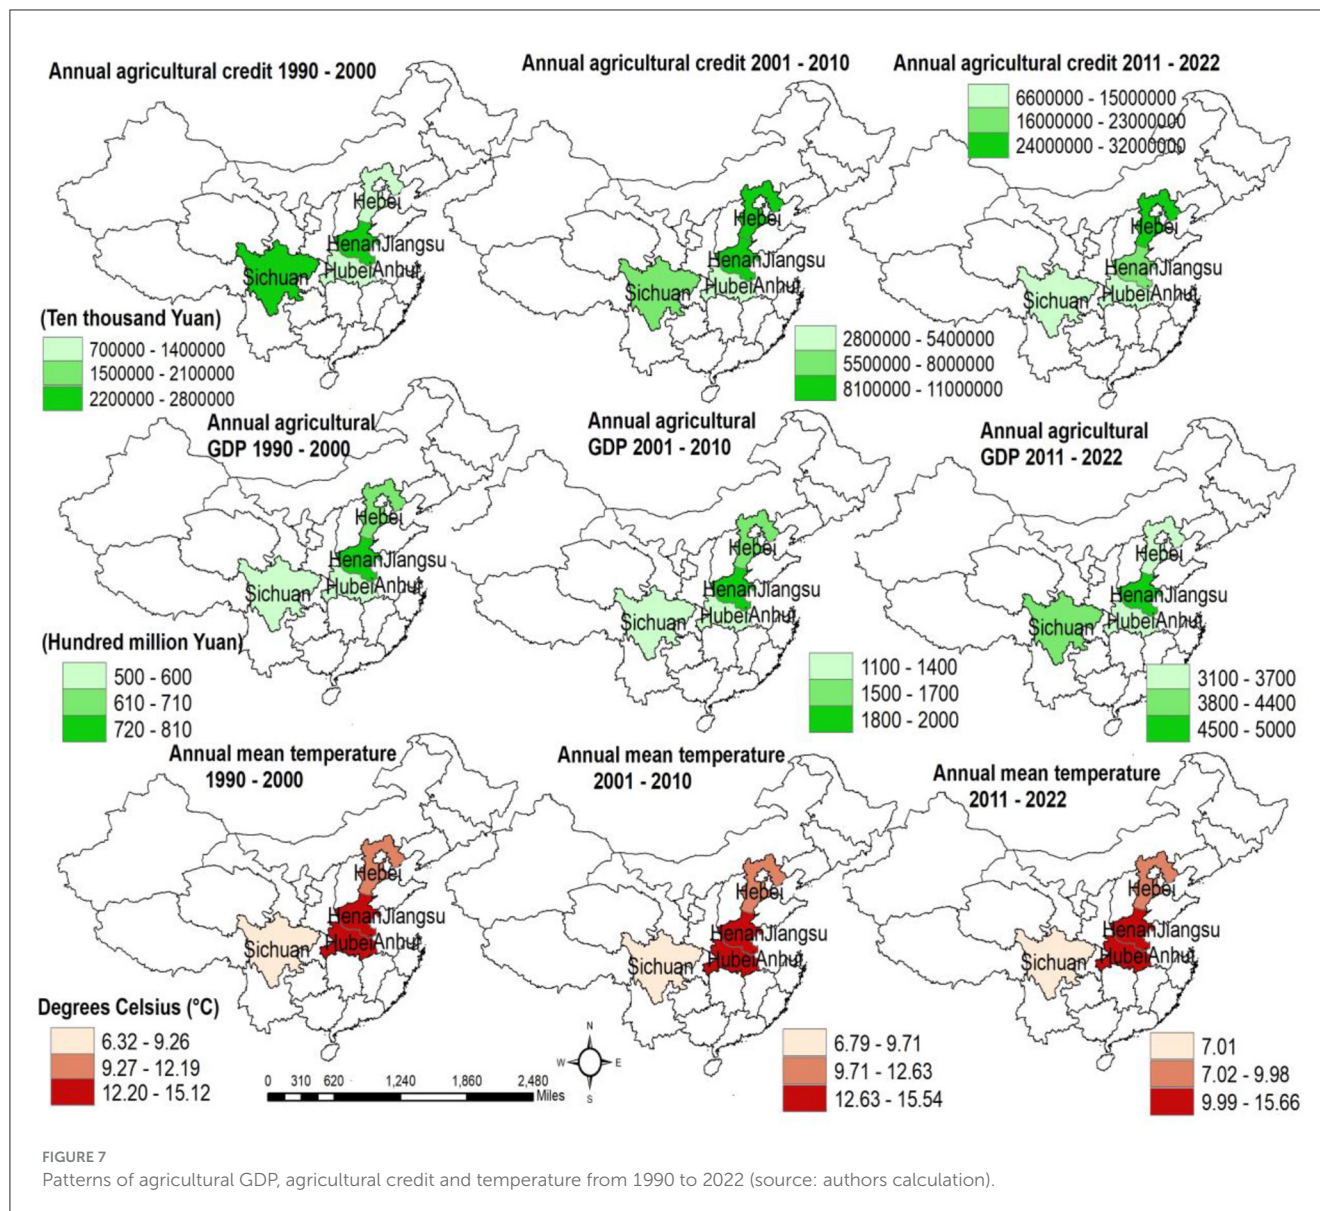 Annual agricultural credit 1990 - 2000
Hebei
HenanJiangsu
HubeiAnhui
Sichuan
(Ten thousand Yuan)
700000 - 1400000
1500000 - 2100000
2200000 - 2800000
Annual agricultural credit 2001 - 2010
Hebei
HenanJiangsu
HubeiAnhui
Sichuan
2800000 - 5400000
5500000 - 8000000
8100000 - 11000000
Annual agricultural credit 2011 - 2022
6600000 - 15000000
16000000 - 23000000
24000000 - 32000000
Hebei
HenanJiangsu
HubeiAnhui
Sichuan
Annual agricultural
GDP 1990 - 2000
Hebei
HenanJiangsu
HubeiAnhui
Sichuan
(Hundred million Yuan)
500 - 600
610 - 710
720 - 810
Annual agricultural
GDP 2001 - 2010
Hebei
HenanJiangsu
HubeiAnhui
Sichuan
1100 - 1400
1500 - 1700
1800 - 2000
Annual agricultural
GDP 2011 - 2022
Hebei
HenanJiangsu
HubeiAnhui
Sichuan
3100 - 3700
3800 - 4400
4500 - 5000
Annual mean temperature
1990 - 2000
Hebei
HenanJiangsu
HubeiAnhui
Sichuan
Degrees Celsius (°C)
6.32 - 9.26
9.27 - 12.19
12.20 - 15.12
Annual mean temperature
2001 - 2010
Hebei
HenanJiangsu
HubeiAnhui
Sichuan
6.79 - 9.71
9.71 - 12.63
12.63 - 15.54
Annual mean temperature
2011 - 2022
Hebei
HenanJiangsu
HubeiAnhui
Sichuan
7.01
7.02 - 9.98
9.99 - 15.66
0 310 620 1,240 1,860 2,480
Miles
N
W E
S
FIGURE 7
Patterns of agricultural GDP, agricultural credit and temperature from 1990 to 2022 (source: authors calculation).